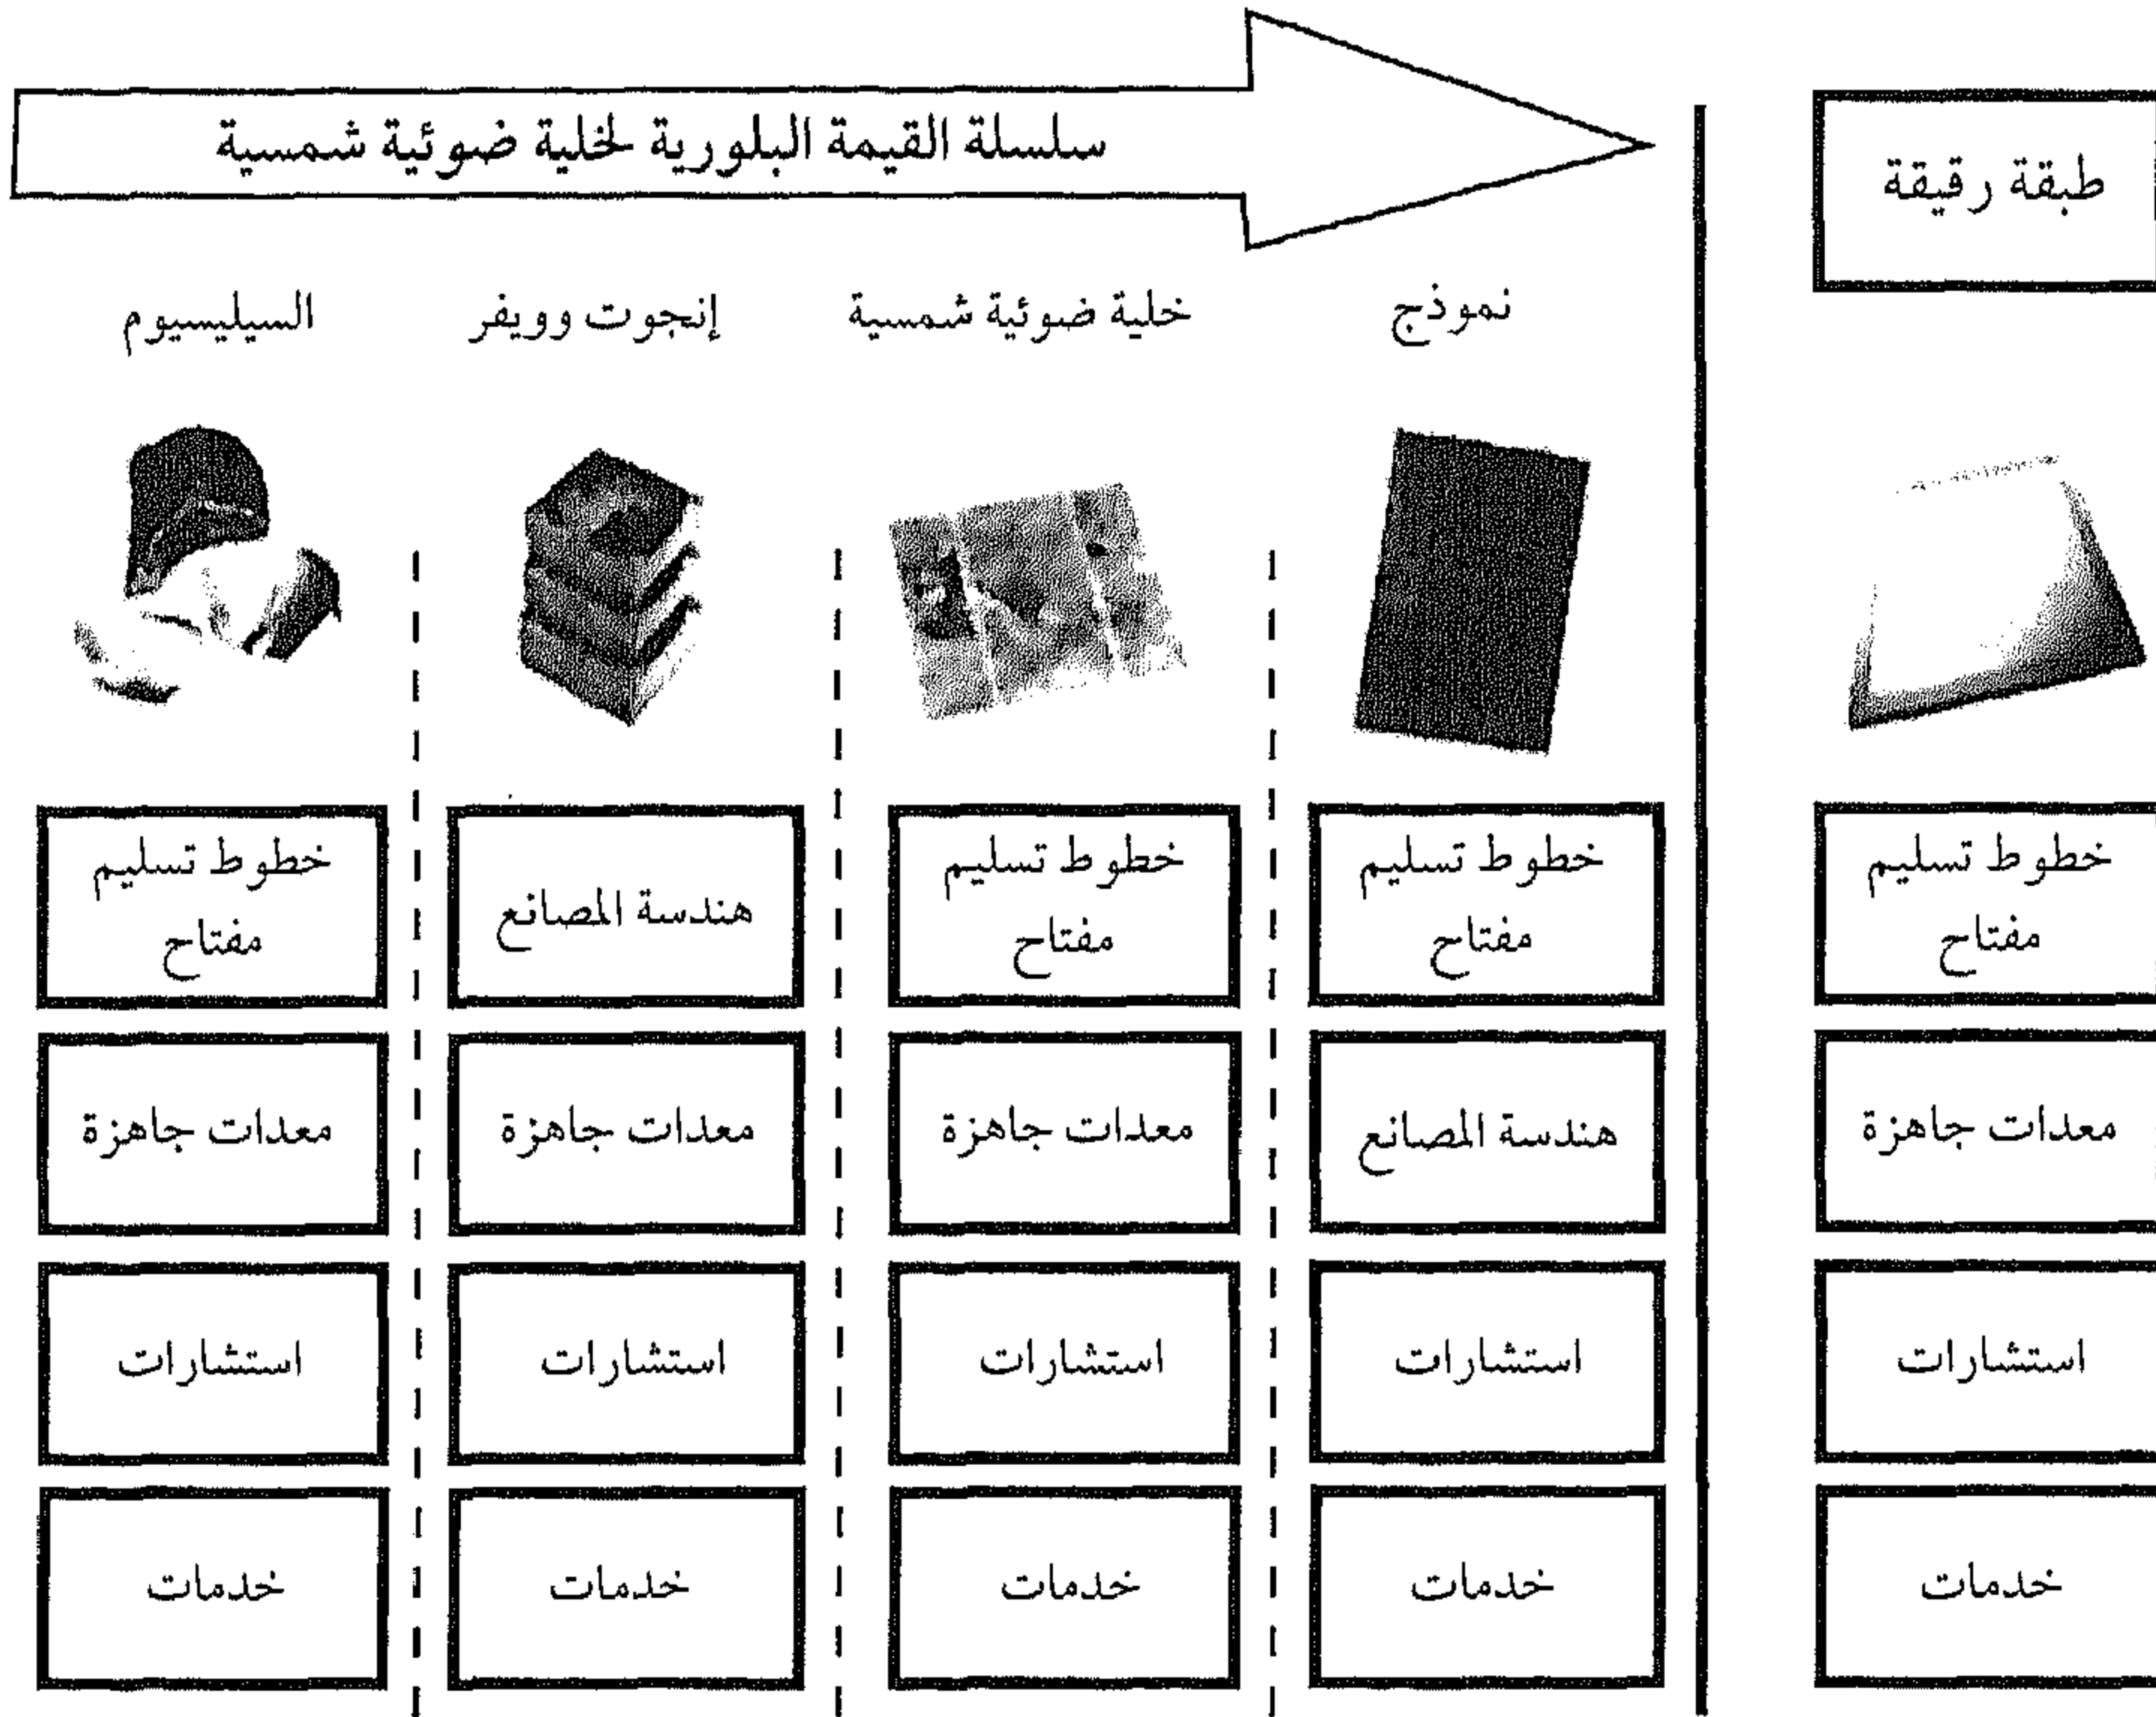 سلسلة القيمة البلورية لخلية ضوئية شمسية
طبقة رقيقة
السيليسيوم
إنجوت وويفر
خلية ضوئية شمسية
نموذج
خطوط تسليم
مفتاح
هندسة المصانع
خطوط تسليم
مفتاح
خطوط تسليم
مفتاح
خطوط تسليم
مفتاح
معدات جاهزة
معدات جاهزة
معدات جاهزة
هندسة المصانع
معدات جاهزة
استشارات
استشارات
استشارات
استشارات
استشارات
خدمات
خدمات
خدمات
خدمات
خدمات